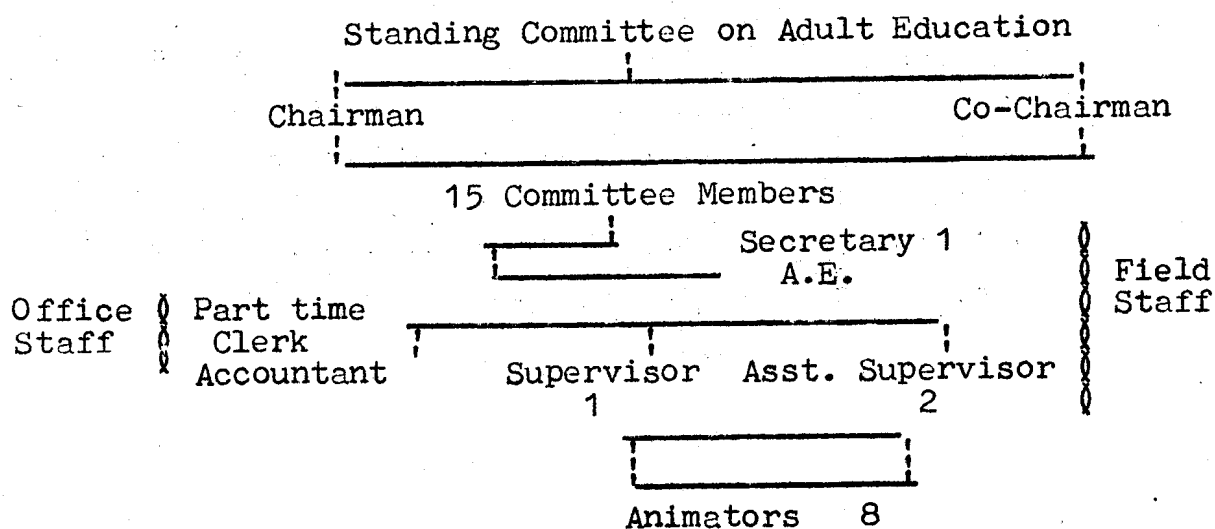 Standing Committee on Adult Education
Chairman
Co-Chairman
15 Committee Members
Secretary 1
A.E.
Field
Staff
Office
Staff
Part time
Clerk
Accountant
Supervisor
1
Asst. Supervisor
2
Animators 8